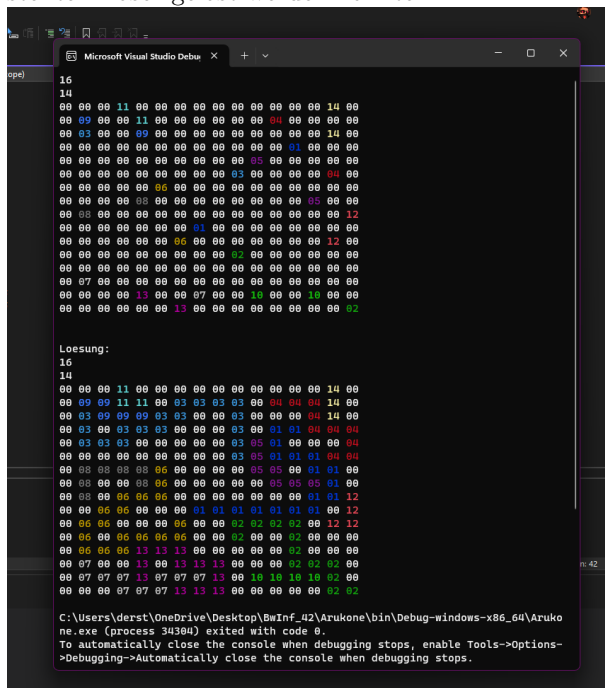 ope)
Microsoft Visual Studio Debu
16
14
00 00 00 11 00 00 00 00 00 00 00 00 00 00 14 00
00 09 00 00 11 00 00 00 00 00 00 04 00 00 00 00
00 03 00 00 09 00 00 00 00 00 00 00 00 00 14 00
00 00 00 00 00 00 00 00 00 00 00 00 01 00 00 00
00 00 00 00 00 00 00 00 00 00 05 00 00 00 00 00
00 00 00 00 00 00 00 00 00 03 00 00 00 00 04 00
00 00 00 00 00 06 00 00 00 00 00 00 00 00 00 00
00 00 00 00 08 00 00 00 00 00 00 00 00 05 00 00
00 08 00 00 00 00 00 00 00 00 00 00 00 00 00 12
00 00 00 00 00 00 00 01 00 00 00 00 00 00 00 00
00 00 00 00 00 00 06 00 00 00 00 00 00 00 12 00
00 00 00 00 00 00 00 00 00 02 00 00 00 00 00 00
00 00 00 00 00 00 00 00 00 00 00 00 00 00 00 00
00 07 00 00 00 00 00 00 00 00 00 00 00 00 00 00
00 00 00 00 13 00 00 07 00 00 10 00 00 10 00 00
00 00 00 00 00 00 13 00 00 00 00 00 00 00 00 02
Loesung:
16
14
00 00 00 11 00 00 00 00 00 00 00 00 00 00 14 00
00 09 09 11 11 00 03 03 03 03 00 04 04 04 14 00
00 03 09 09 09 03 03 00 00 03 00 00 00 04 14 00
00 03 00 03 03 03 00 00 00 03 00 01 01 04 04 04
00 03 03 03 00 00 00 00 00 03 05 01 00 00 00 04
00 00 00 00 00 00 00 00 00 03 05 01 01 01 04 04
00 08 08 08 08 06 00 00 00 00 05 05 00 01 01 00
00 08 00 00 08 06 00 00 00 00 00 05 05 05 01 00
00 08 00 06 06 06 00 00 00 00 00 00 00 01 01 12
00 00 06 06 00 00 00 01 01 01 01 01 01 01 00 12
00 06 06 00 00 00 06 00 00 02 02 02 02 00 12 12
00 06 00 06 06 06 06 00 00 02 00 00 02 00 00 00
00 06 06 06 13 13 13 00 00 00 00 00 02 00 00 00
00 07 00 00 13 00 13 13 13 00 00 00 02 02 02 00
00 07 07 07 13 07 07 07 13 00 10 10 10 10 02 00
00 00 00 07 07 07 13 13 13 00 00 00 00 00 02 02
C:\Users\derst\OneDrive\Desktop\BwInf_42\Arukone\bin\Debug-windows-x86_64\Aruko
ne.exe (process 34304) exited with code 0.
To automatically close the console when debugging stops, enable Tools->Options-
>Debugging->Automatically close the console when debugging stops.
n: 42